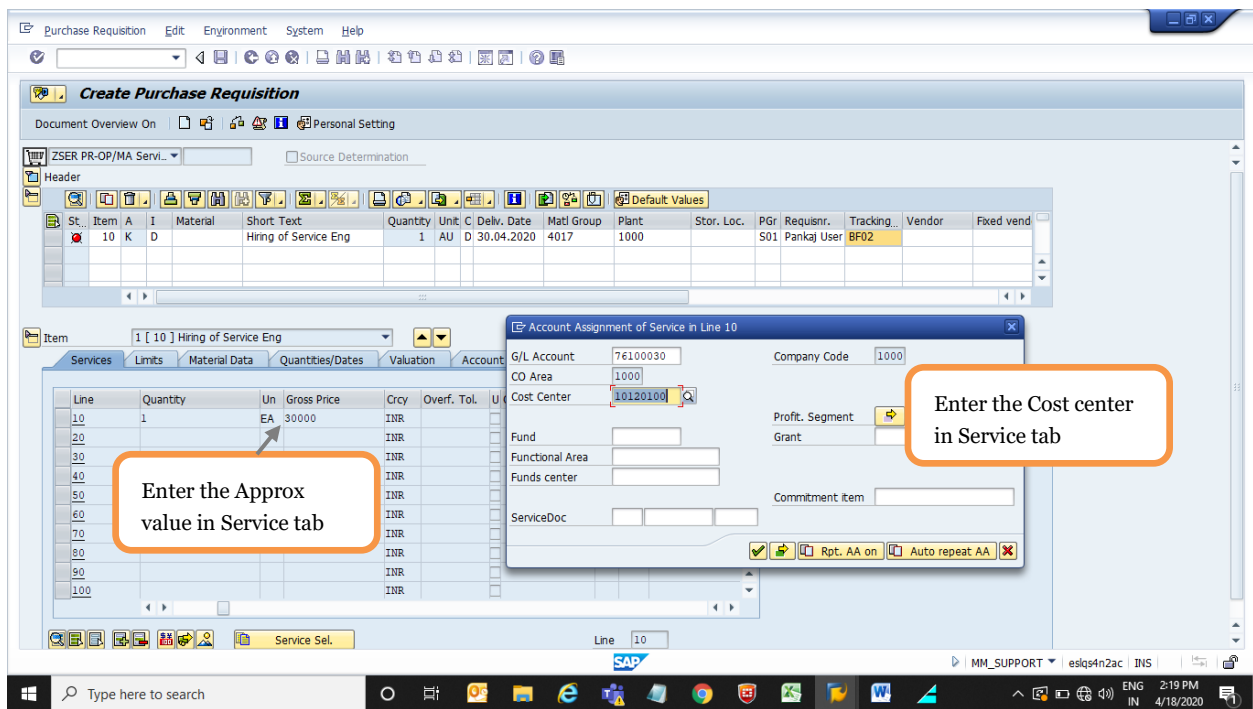 Purchase Requisition Edit Environment System Help
Create Purchase Requisition
Document Overview On Personal Setting
ZSER PR-OP/MA Servi.. Source Determination
Header
Default Values
St.. Item A I Material Short Text Quantity Unit C Deliv. Date Matl Group Plant Stor. Loc. PGr Requisnr. Tracking... Vendor Fixed vend
10 K D Hiring of Service Eng 1 AU D 30.04.2020 4017 1000 S01 Pankaj User BF02
Item 1 [ 10 ] Hiring of Service Eng
Services Limits Material Data Quantities/Dates Valuation Account
Line Quantity Un Gross Price Crcy Overf. Tol. U
10 1 EA 30000 INR
20 INR
30 INR
40 INR
50 INR
60 INR
70 INR
80 INR
90 INR
100 INR
Enter the Approx
value in Service tab
Account Assignment of Service in Line 10
G/L Account 76100030 Company Code 1000
CO Area 1000
Cost Center 10120100
Profit. Segment
Fund Grant
Functional Area
Funds center
Commitment item
ServiceDoc
Rpt. AA on Auto repeat AA
Enter the Cost center
in Service tab
Service Sel. Line 10
SAP MM_SUPPORT eslqs4n2ac INS
Type here to search ENG 2:19 PM
IN 4/18/2020